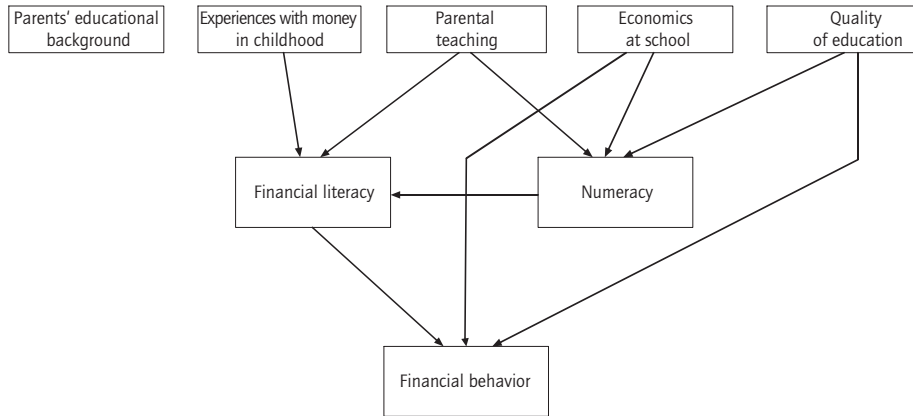 Parents' educational
background
Experiences with money
in childhood
Parental
teaching
Economics
at school
Quality
of education
Financial literacy
Numeracy
Financial behavior